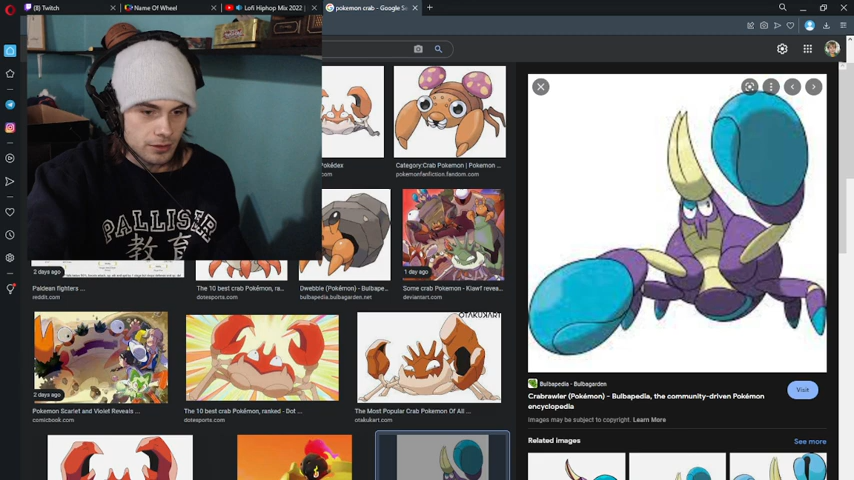 (8) Twitch
Name Of Wheel
Lofi Hiphop Mix 2022 |
pokemon crab - Google Se
PALLISER
教育
Pokédex
.com
Category:Crab Pokemon | Pokemon ...
pokemonfanfiction.fandom.com
2 days ago
1 day ago
Paldean fighters ...
reddit.com
The 10 best crab Pokémon, ra...
dotesports.com
Dwebble (Pokémon) - Bulbape...
bulbapedia.bulbagarden.net
Some crab Pokemon - Klawf revea...
deviantart.com
OTAKUKART
2 days ago
Pokemon Scarlet and Violet Reveals ...
comicbook.com
The 10 best crab Pokémon, ranked - Dot ...
dotesports.com
The Most Popular Crab Pokemon Of All ...
otakukart.com
Bulbapedia - Bulbagarden
Crabrawler (Pokémon) - Bulbapedia, the community-driven Pokémon
encyclopedia
Visit
Images may be subject to copyright. Learn More
Related images
See more